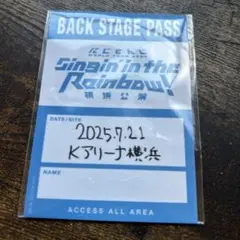 BACK STAGE PASS
Singin' in the
Rainbow!
横浜公演
DATE/SITE
2025.7.21
Kアリーナ横浜
NAME
ACCESS ALL AREA